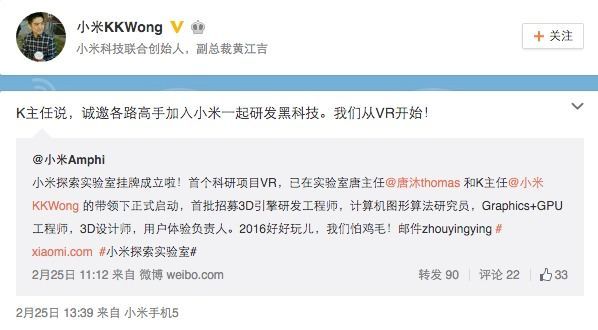 小米KKWong
小米科技联合创始人，副总裁黄江吉
+ 关注
K主任说，诚邀各路高手加入小米一起研发黑科技。我们从VR开始！
@小米Amphi
小米探索实验室挂牌成立啦！首个科研项目VR，已在实验室唐主任@唐沐thomas 和K主任@小米
KKWong 的带领下正式启动，首批招募3D引擎研发工程师，计算机图形算法研究员，Graphics+GPU
工程师，3D设计师，用户体验负责人。2016好好玩儿，我们怕鸡毛！邮件zhouyingying #
xiaomi.com #小米探索实验室#
2月25日 11:12 来自 微博 weibo.com 转发 90 | 评论 22 | 33
2月25日 13:39 来自 小米手机5